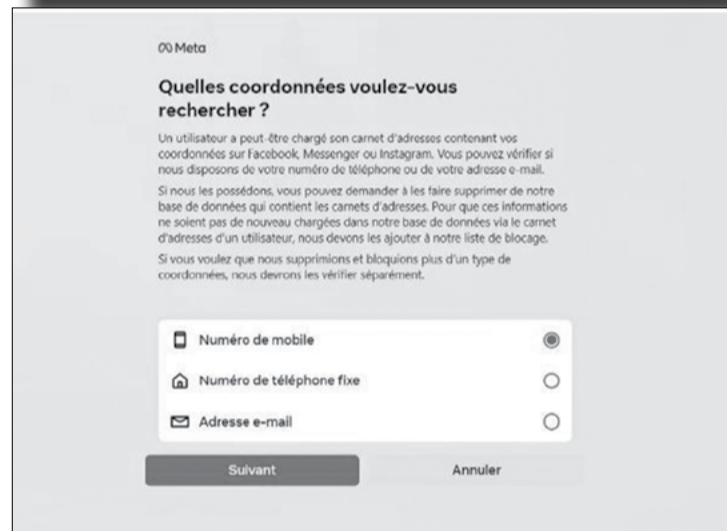 Meta
Quelles coordonnées voulez-vous
rechercher ?
Un utilisateur a peut-être chargé son carnet d'adresses contenant vos
coordonnées sur Facebook, Messenger ou Instagram. Vous pouvez vérifier si
nous disposons de votre numéro de téléphone ou de votre adresse e-mail.
Si nous les possédons, vous pouvez demander à les faire supprimer de notre
base de données qui contient les carnets d'adresses. Pour que ces informations
ne soient pas de nouveau chargées dans notre base de données via le carnet
d'adresses d'un utilisateur, nous devons les ajouter à notre liste de blocage.
Si vous voulez que nous supprimions et bloquions plus d'un type de
coordonnées, nous devrons les vérifier séparément.
Numéro de mobile
Numéro de téléphone fixe
Adresse e-mail
Suivant Annuler